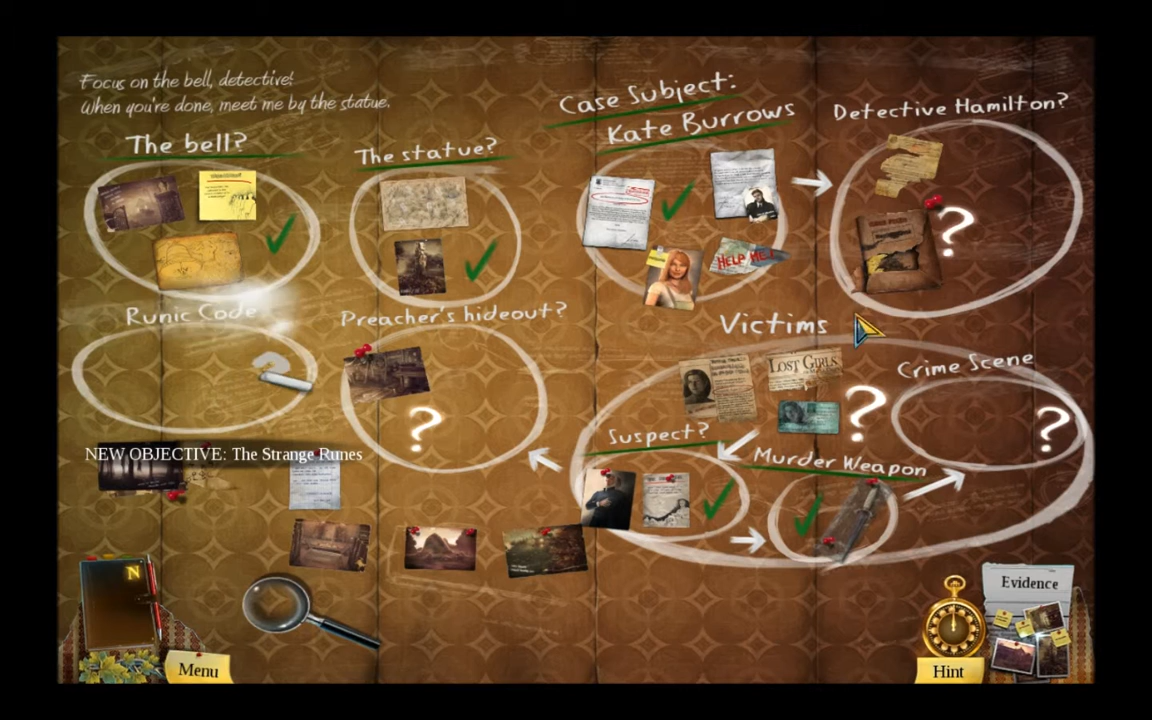 Focus on the bell, detective!
When you're done, meet me by the statue.
The bell?
The statue?
Case Subject:
Kate Burrows
Detective Hamilton?
HELP ME!
Runic Code
Preacher's hideout?
Victims
LOST GIRLS
Crime Scene
?
?
?
?
?
Suspect?
Murder Weapon
NEW OBJECTIVE: The Strange Runes
N
Menu
Evidence
Hint